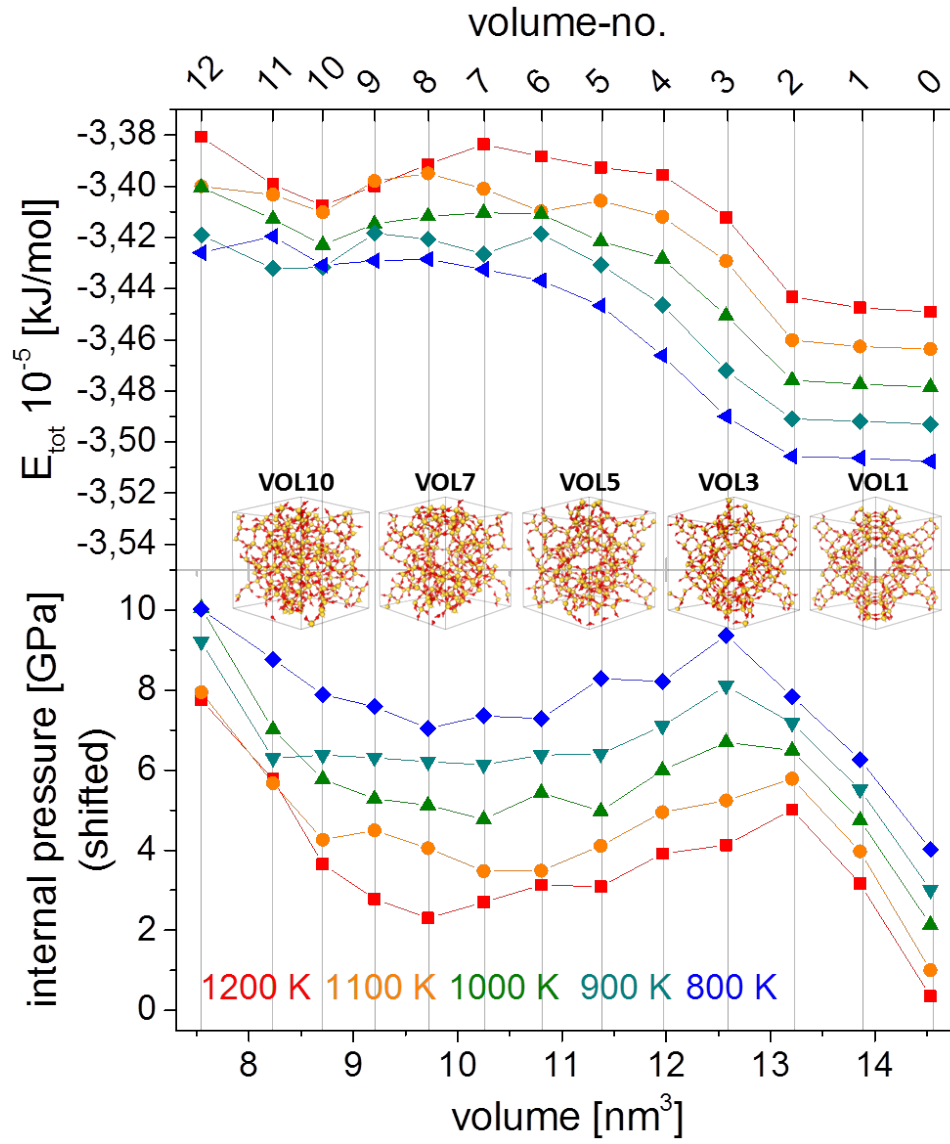 volume-no.
12 11 10 9 8 7 6 5 4 3 2 1 0
E_tot 10^-5 [kJ/mol]
-3,38
-3,40
-3,42
-3,44
-3,46
-3,48
-3,50
-3,52
-3,54
VOL10 VOL7 VOL5 VOL3 VOL1
internal pressure [GPa]
(shifted)
10
8
6
4
2
0
1200 K 1100 K 1000 K 900 K 800 K
8 9 10 11 12 13 14
volume [nm³]